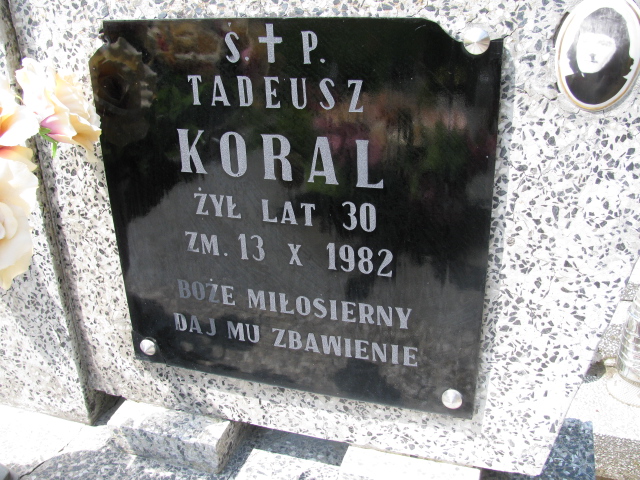 Ś. ✝ P.
TADEUSZ
KORAL
ŻYŁ LAT 30
ZM. 13 X 1982
BOŻE MIŁOSIERNY
DAJ MU ZBAWIENIE